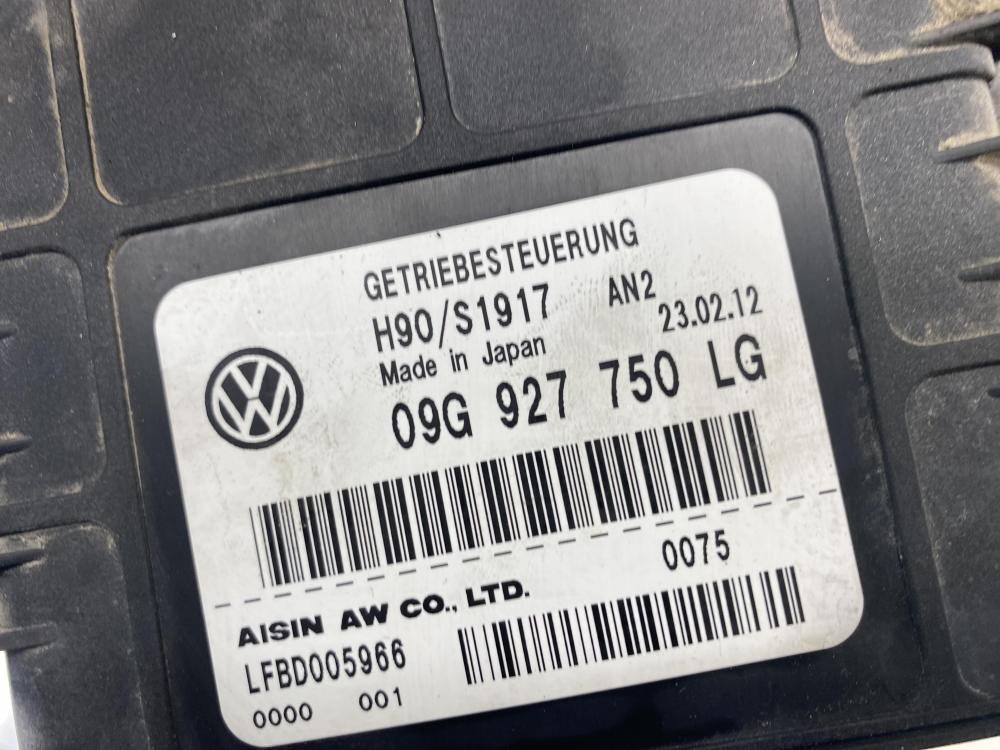 GETRIEBESTEUERUNG
H90/S1917 AN2
Made in Japan 23.02.12
09G 927 750 LG
0075
AISIN AW CO., LTD.
LFBD005966
0000 001